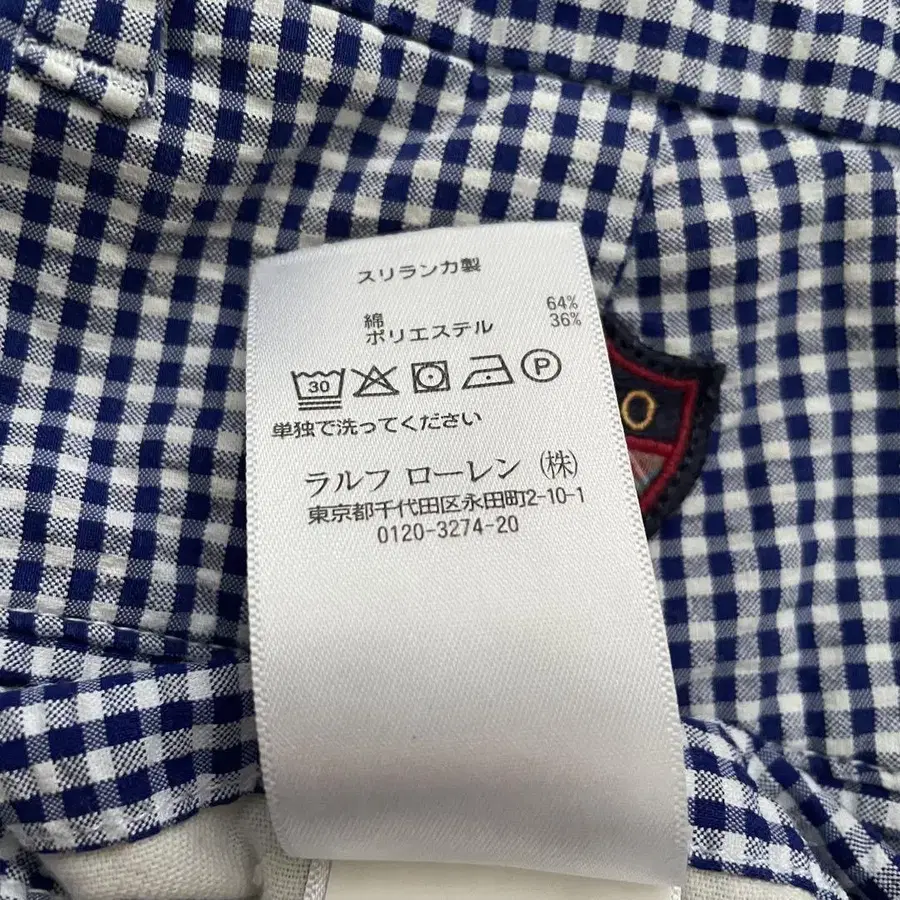 スリランカ製
綿 64%
ポリエステル 36%
30 P
単独で洗ってください
ラルフ ローレン (株)
東京都千代田区永田町2-10-1
0120-3274-20
O